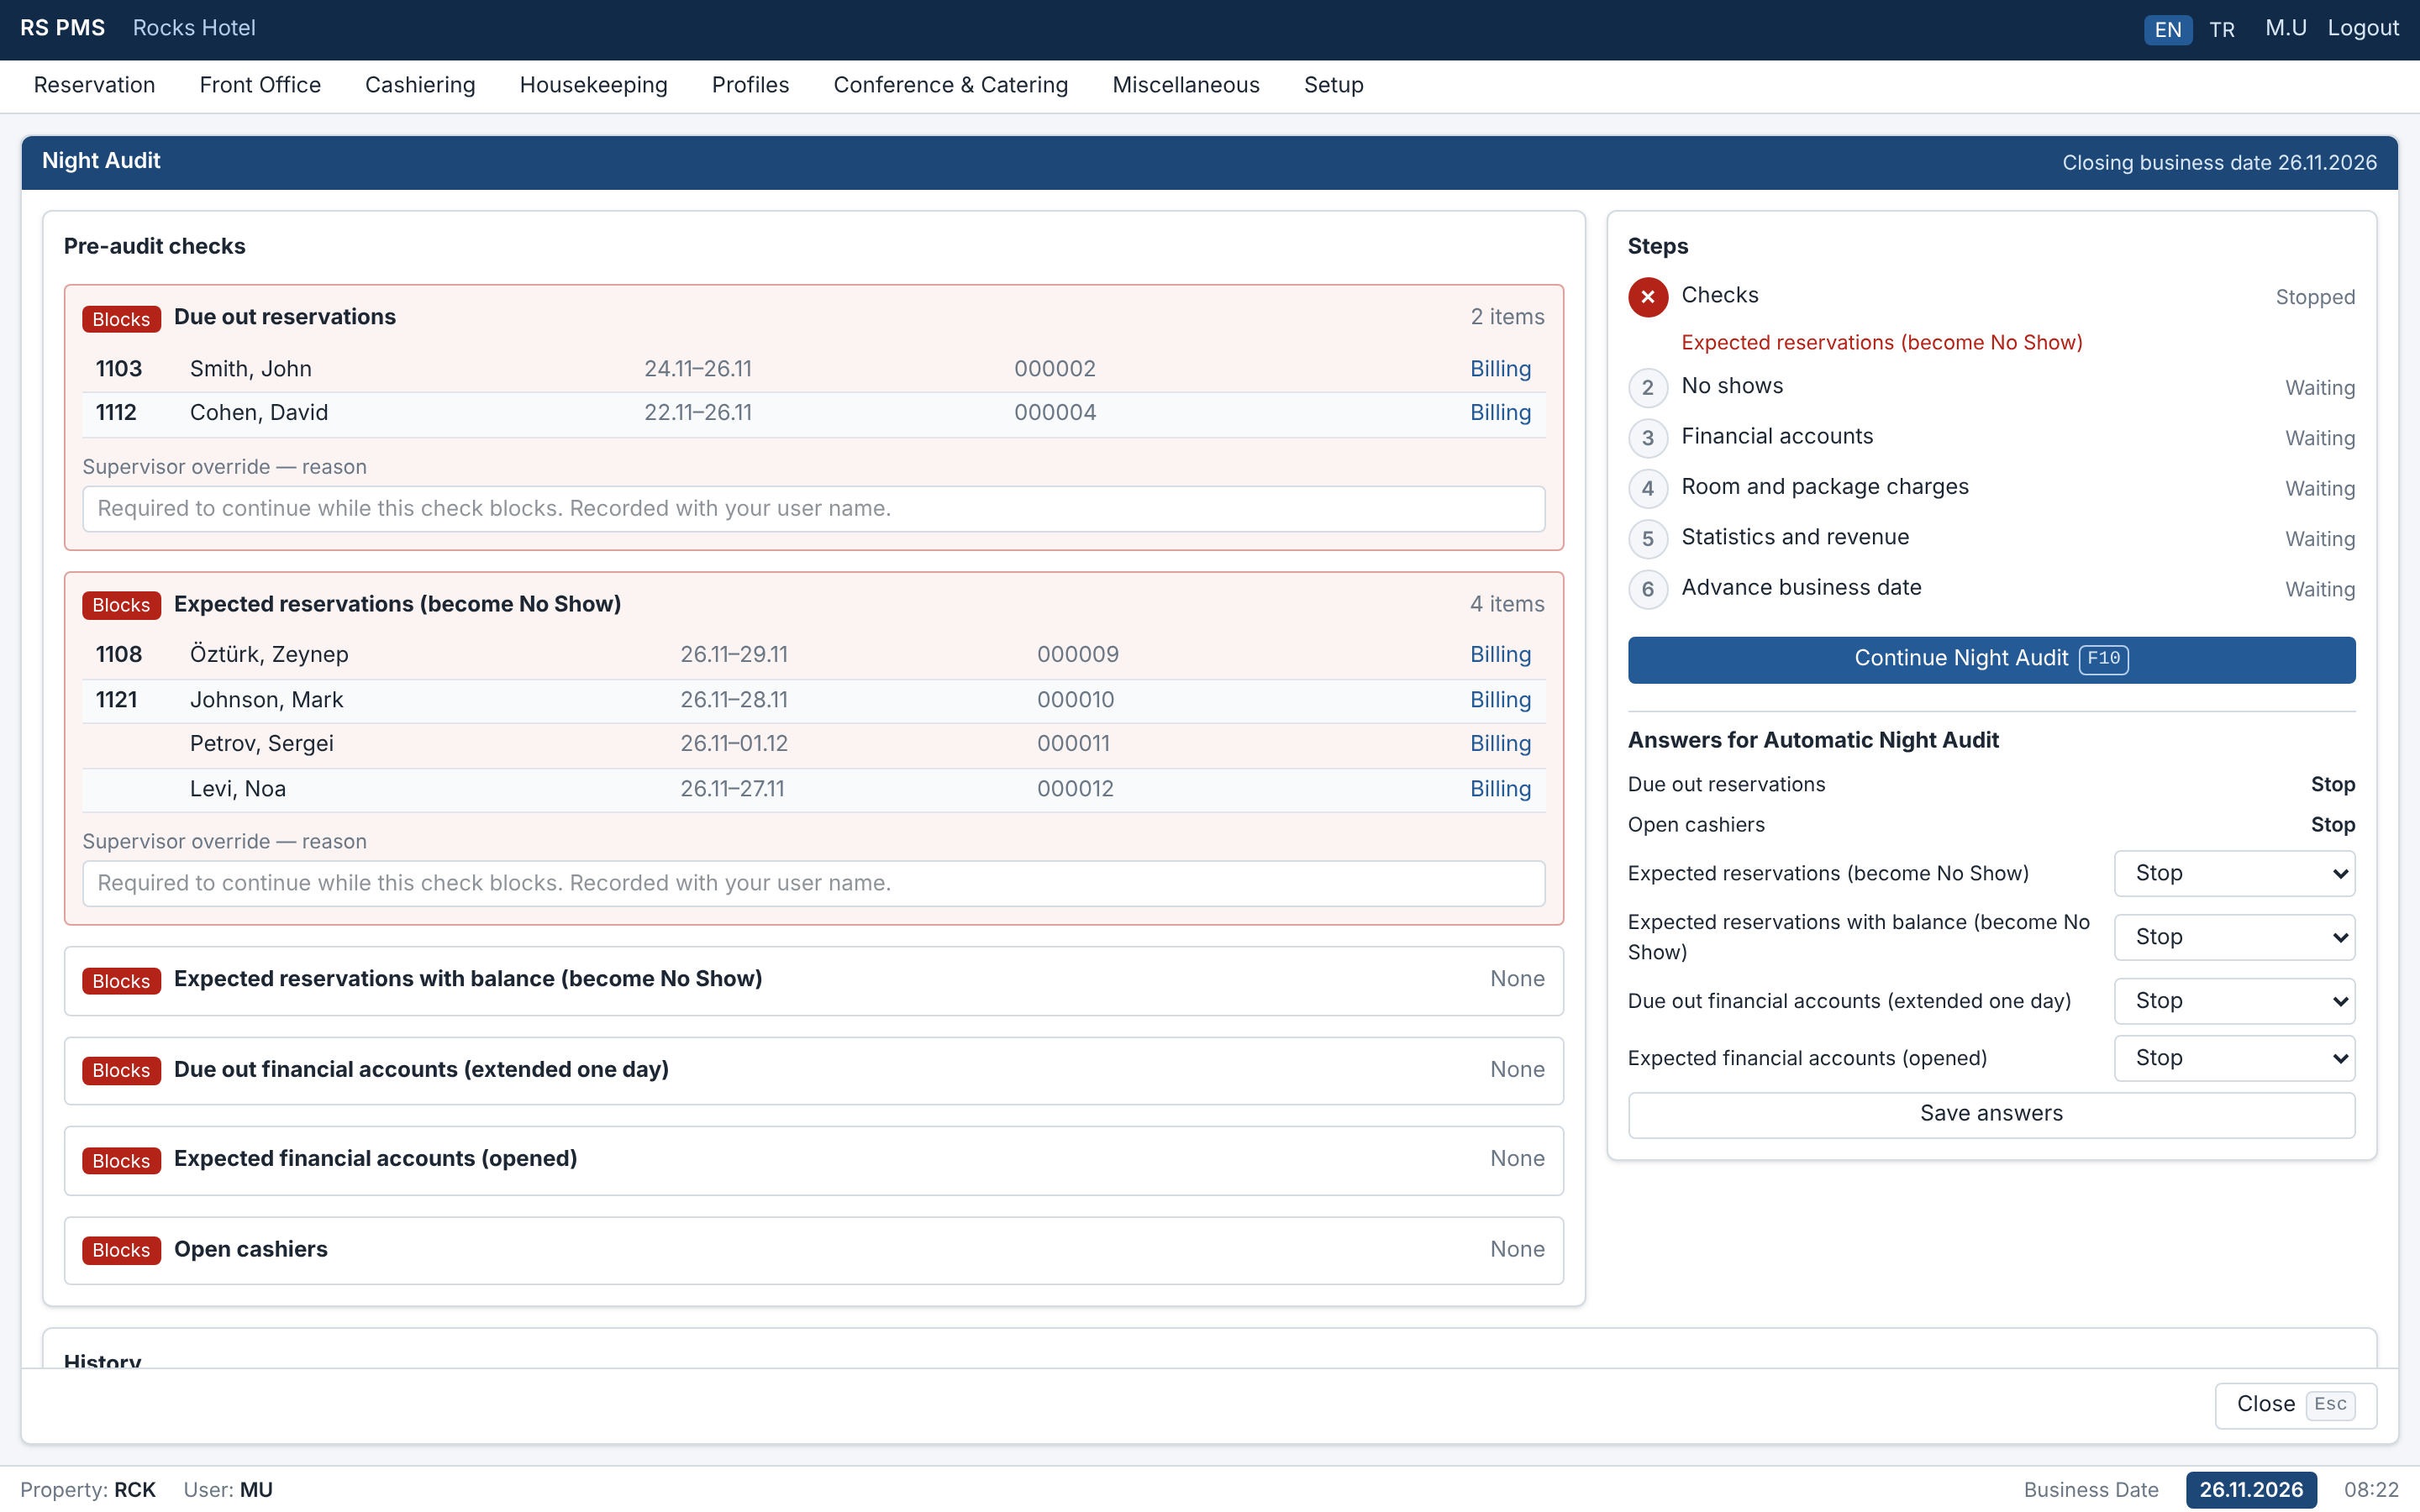 RS PMS Rocks Hotel EN TR M.U Logout
Reservation Front Office Cashiering Housekeeping Profiles Conference & Catering Miscellaneous Setup
Night Audit Closing business date 26.11.2026
Pre-audit checks
Blocks Due out reservations 2 items
1103 Smith, John 24.11–26.11 000002 Billing
1112 Cohen, David 22.11–26.11 000004 Billing
Supervisor override — reason
Required to continue while this check blocks. Recorded with your user name.
Blocks Expected reservations (become No Show) 4 items
1108 Öztürk, Zeynep 26.11–29.11 000009 Billing
1121 Johnson, Mark 26.11–28.11 000010 Billing
Petrov, Sergei 26.11–01.12 000011 Billing
Levi, Noa 26.11–27.11 000012 Billing
Supervisor override — reason
Required to continue while this check blocks. Recorded with your user name.
Blocks Expected reservations with balance (become No Show) None
Blocks Due out financial accounts (extended one day) None
Blocks Expected financial accounts (opened) None
Blocks Open cashiers None
Steps
Checks Stopped
Expected reservations (become No Show)
2 No shows Waiting
3 Financial accounts Waiting
4 Room and package charges Waiting
5 Statistics and revenue Waiting
6 Advance business date Waiting
Continue Night Audit F10
Answers for Automatic Night Audit
Due out reservations Stop
Open cashiers Stop
Expected reservations (become No Show) Stop
Expected reservations with balance (become No
Show) Stop
Due out financial accounts (extended one day) Stop
Expected financial accounts (opened) Stop
Save answers
History
Close Esc
Property: RCK User: MU Business Date 26.11.2026 08:22